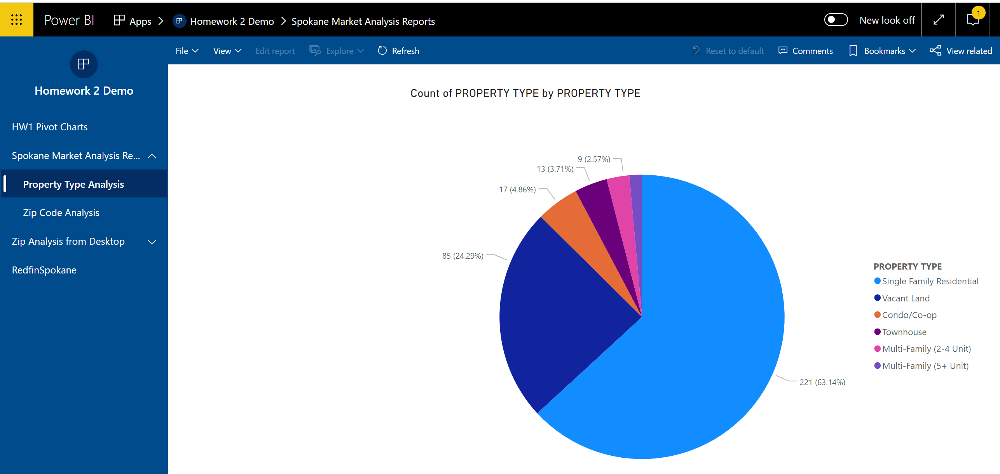 Power BI
Apps
Homework 2 Demo
Spokane Market Analysis Reports
New look off
1
File
View
Edit report
Explore
Refresh
Reset to default
Comments
Bookmarks
View related
Homework 2 Demo
HW1 Pivot Charts
Spokane Market Analysis Re...
Property Type Analysis
Zip Code Analysis
Zip Analysis from Desktop
RedfinSpokane
Count of PROPERTY TYPE by PROPERTY TYPE
9 (2.57%)
13 (3.71%)
17 (4.86%)
85 (24.29%)
221 (63.14%)
PROPERTY TYPE
Single Family Residential
Vacant Land
Condo/Co-op
Townhouse
Multi-Family (2-4 Unit)
Multi-Family (5+ Unit)